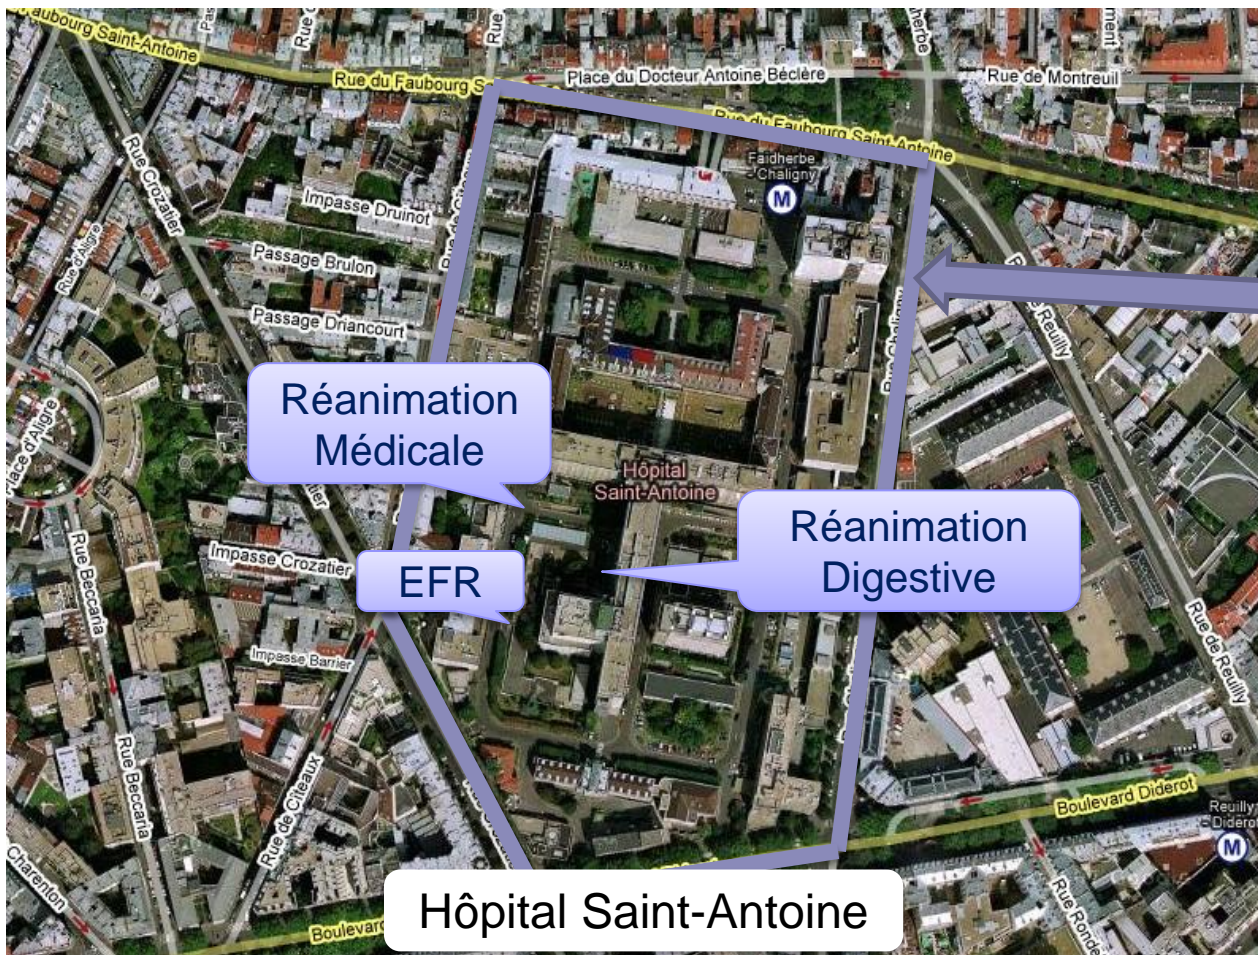 Faubourg Saint-Antoine
Rue du Faubourg
Place du Docteur Antoine Béclère
Rue de Montreuil
Rue du Faubourg Saint-Antoine
Faidherbe
- Chaligny
M
Rue Crozatier
Impasse Druinot
Rue d'Aligre
Passage Brulon
Passage Driancourt
Rue Chaligny
Place d'Aligre
Réanimation
Médicale
Hôpital
Saint-Antoine
Réanimation
Digestive
EFR
Impasse Crozatier
Rue Beccaria
Impasse Barrier
Rue de Reuilly
Rue Beccaria
Rue de Cîteaux
Boulevard Diderot
Reuilly
- Diderot
M
Charenton
Boulevard
Hôpital Saint-Antoine